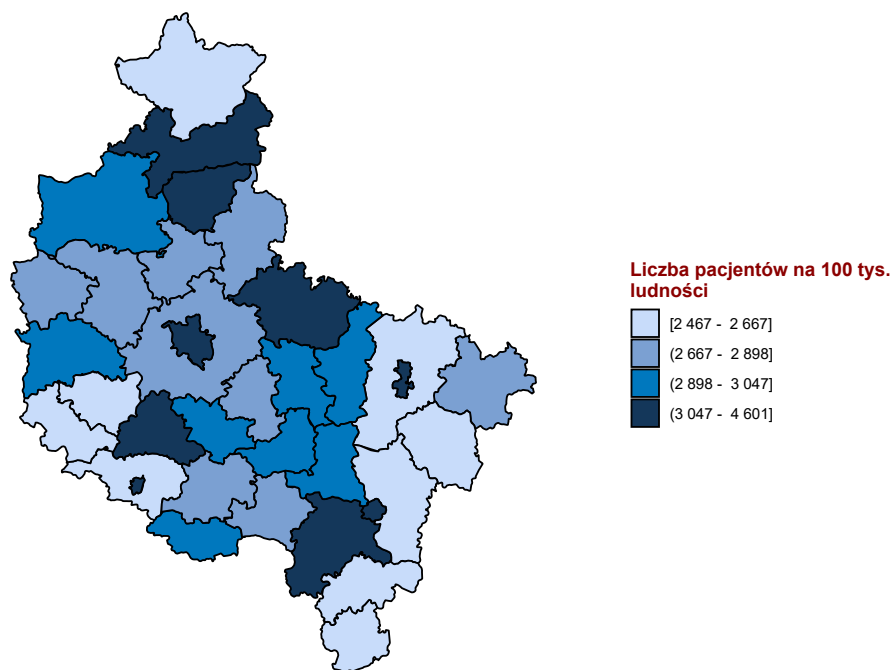 Liczba pacjentów na 100 tys.
ludności
[2 467 - 2 667]
(2 667 - 2 898]
(2 898 - 3 047]
(3 047 - 4 601]